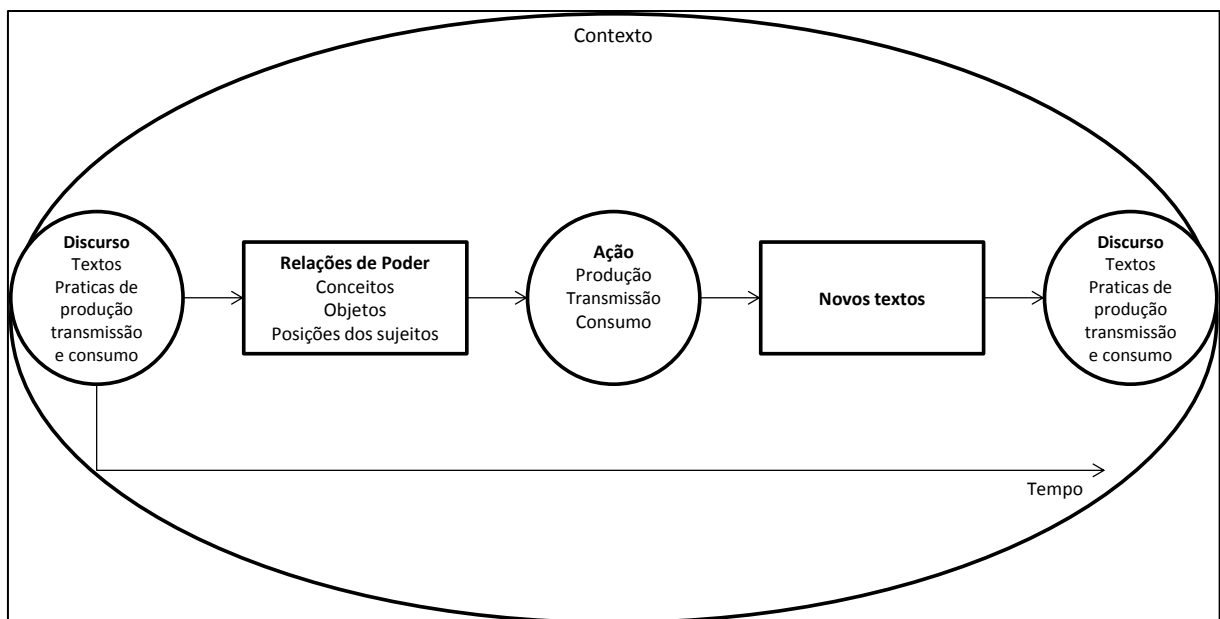 Contexto
Discurso
Textos
Praticas de
produção
transmissão
e consumo
Relações de Poder
Conceitos
Objetos
Posições dos sujeitos
Ação
Produção
Transmissão
Consumo
Novos textos
Discurso
Textos
Praticas de
produção
transmissão
e consumo
Tempo